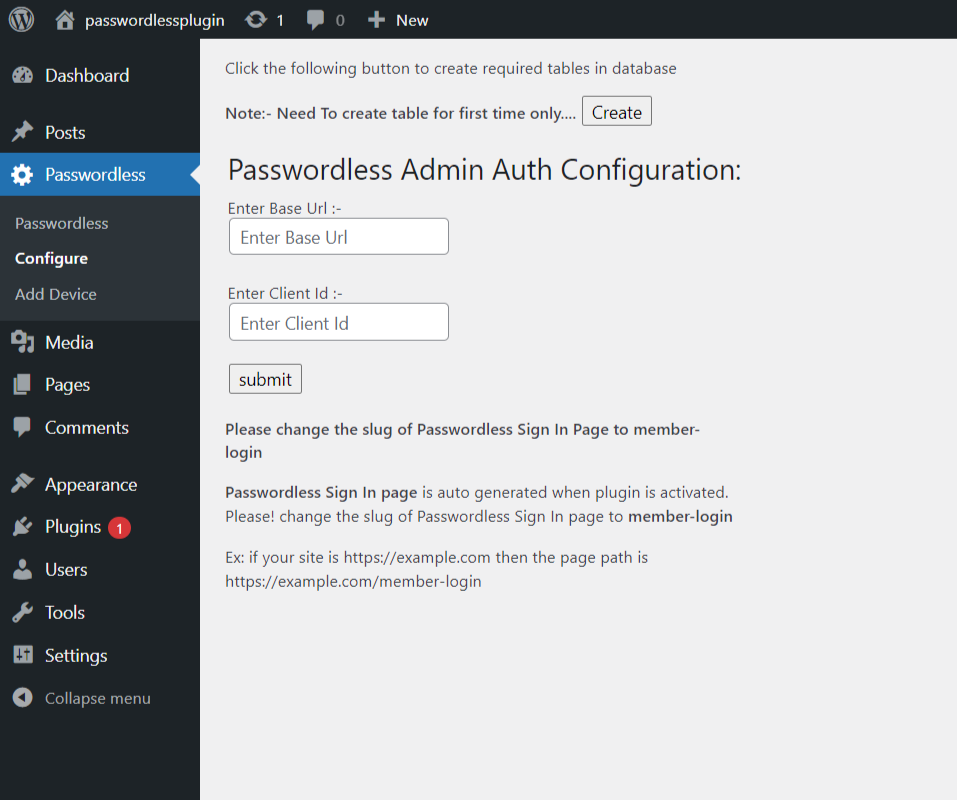 passwordlessplugin 1 0 New
Dashboard
Posts
Passwordless
Passwordless
Configure
Add Device
Media
Pages
Comments
Appearance
Plugins 1
Users
Tools
Settings
Collapse menu
Click the following button to create required tables in database
Note:- Need To create table for first time only.... Create
Passwordless Admin Auth Configuration:
Enter Base Url :-
Enter Base Url
Enter Client Id :-
Enter Client Id
submit
Please change the slug of Passwordless Sign In Page to member-
login
Passwordless Sign In page is auto generated when plugin is activated.
Please! change the slug of Passwordless Sign In page to member-login
Ex: if your site is https://example.com then the page path is
https://example.com/member-login